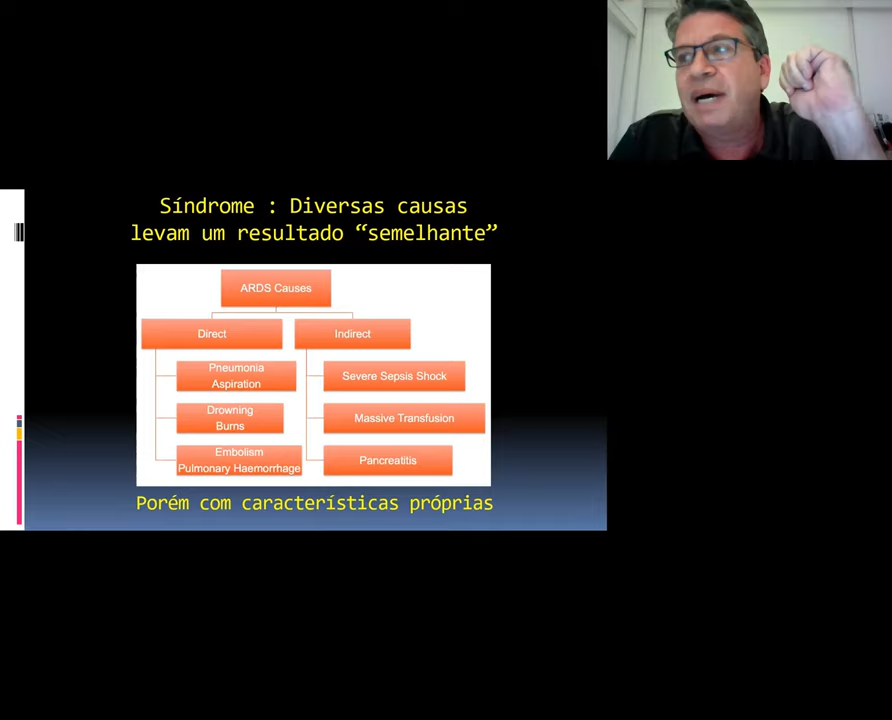 Síndrome : Diversas causas
levam um resultado “semelhante”
ARDS Causes
Direct
Indirect
Pneumonia
Aspiration
Severe Sepsis Shock
Drowning
Burns
Massive Transfusion
Embolism
Pulmonary Haemorrhage
Pancreatitis
Porém com características próprias